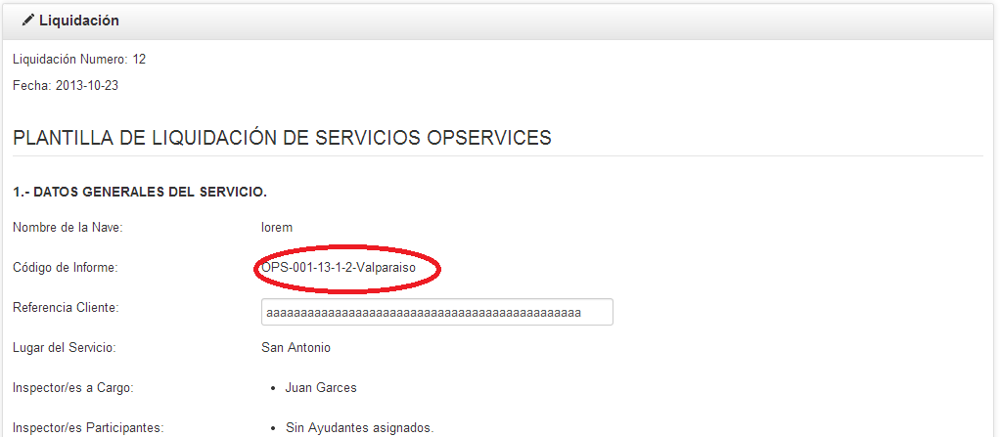 Liquidación
Liquidación Numero: 12
Fecha: 2013-10-23
PLANTILLA DE LIQUIDACIÓN DE SERVICIOS OPSERVICES
1.- DATOS GENERALES DEL SERVICIO.
Nombre de la Nave: lorem
Código de Informe: OPS-001-13-1-2-Valparaiso
Referencia Cliente: aaaaaaaaaaaaaaaaaaaaaaaaaaaaaaaaaaaaaaaaaaaaaa
Lugar del Servicio: San Antonio
Inspector/es a Cargo: • Juan Garces
Inspector/es Participantes: • Sin Ayudantes asignados.